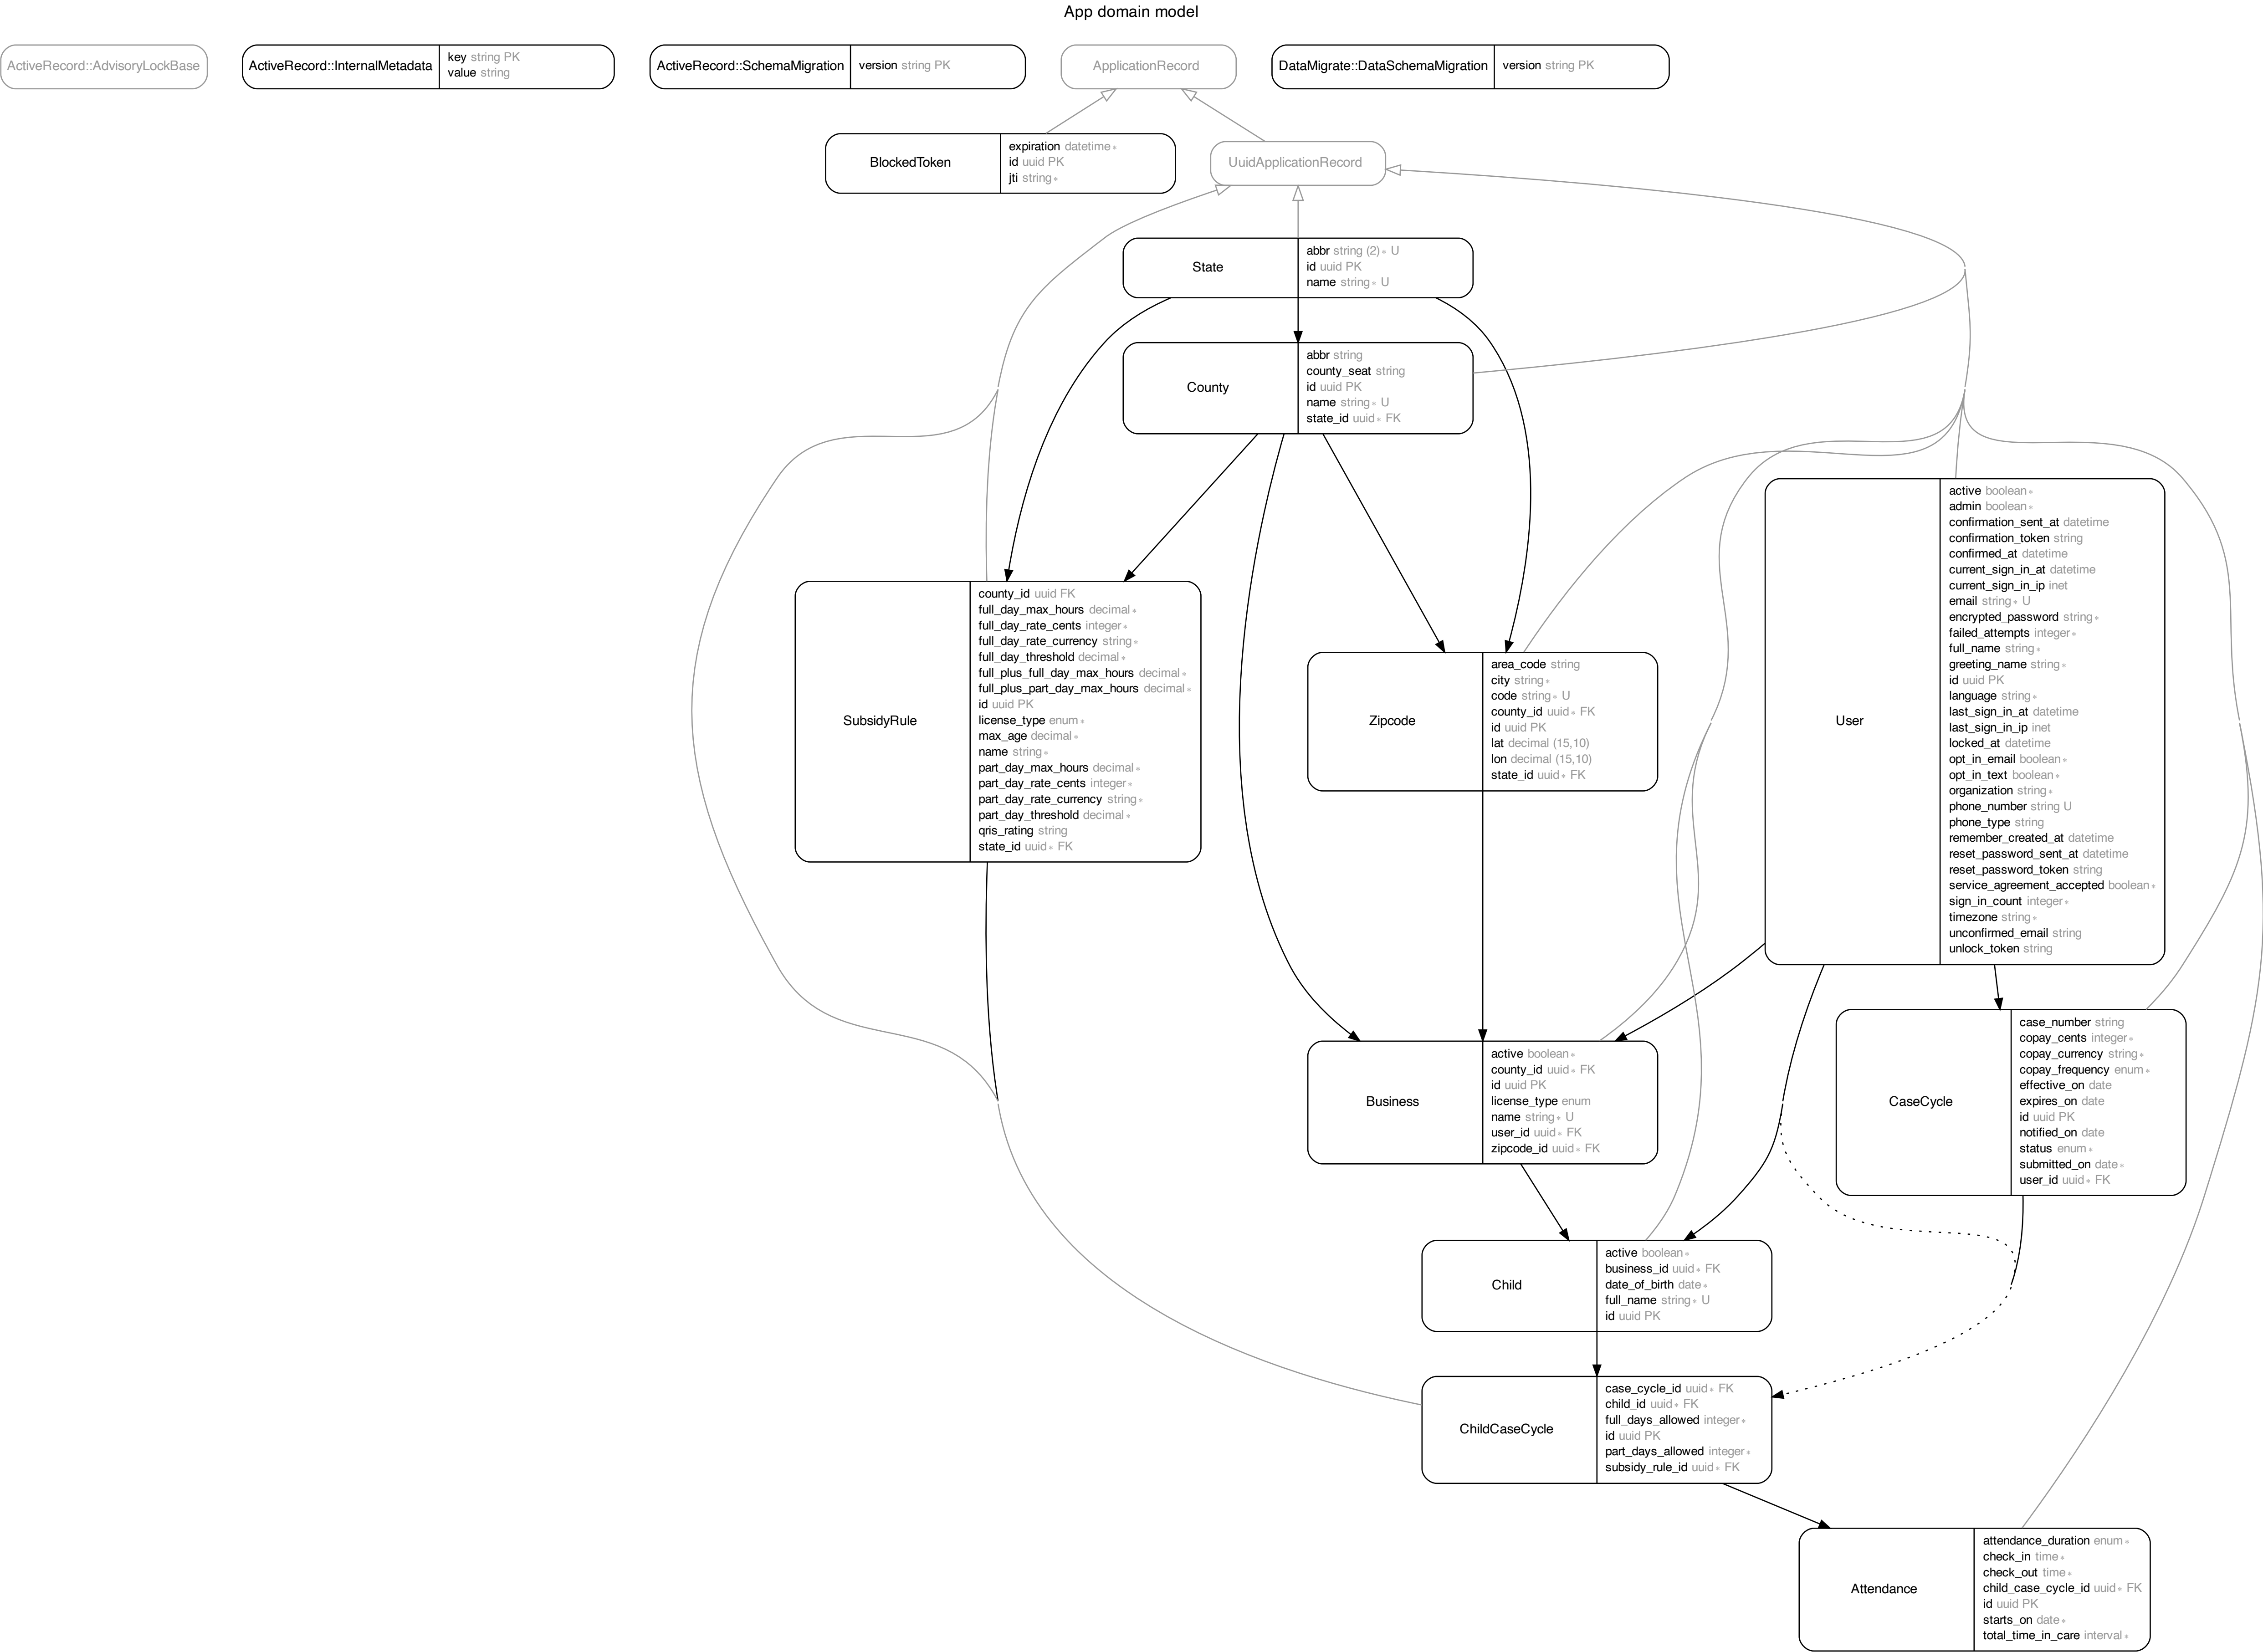 App domain model
ActiveRecord::AdvisoryLockBase
ActiveRecord::InternalMetadata
key string PK
value string
ActiveRecord::SchemaMigration
version string PK
ApplicationRecord
DataMigrate::DataSchemaMigration
version string PK
BlockedToken
expiration datetime ∗
id uuid PK
jti string ∗
UuidApplicationRecord
State
abbr string (2) ∗ U
id uuid PK
name string ∗ U
County
abbr string
county_seat string
id uuid PK
name string ∗ U
state_id uuid ∗ FK
User
active boolean ∗
admin boolean ∗
confirmation_sent_at datetime
confirmation_token string
confirmed_at datetime
current_sign_in_at datetime
current_sign_in_ip inet
email string ∗ U
encrypted_password string ∗
failed_attempts integer ∗
full_name string ∗
greeting_name string ∗
id uuid PK
language string ∗
last_sign_in_at datetime
last_sign_in_ip inet
locked_at datetime
opt_in_email boolean ∗
opt_in_text boolean ∗
organization string ∗
phone_number string U
phone_type string
remember_created_at datetime
reset_password_sent_at datetime
reset_password_token string
service_agreement_accepted boolean ∗
sign_in_count integer ∗
timezone string ∗
unconfirmed_email string
unlock_token string
SubsidyRule
county_id uuid FK
full_day_max_hours decimal ∗
full_day_rate_cents integer ∗
full_day_rate_currency string ∗
full_day_threshold decimal ∗
full_plus_full_day_max_hours decimal ∗
full_plus_part_day_max_hours decimal ∗
id uuid PK
license_type enum ∗
max_age decimal ∗
name string ∗
part_day_max_hours decimal ∗
part_day_rate_cents integer ∗
part_day_rate_currency string ∗
part_day_threshold decimal ∗
qris_rating string
state_id uuid ∗ FK
Zipcode
area_code string
city string ∗
code string ∗ U
county_id uuid ∗ FK
id uuid PK
lat decimal (15,10)
lon decimal (15,10)
state_id uuid ∗ FK
Business
active boolean ∗
county_id uuid ∗ FK
id uuid PK
license_type enum
name string ∗ U
user_id uuid ∗ FK
zipcode_id uuid ∗ FK
CaseCycle
case_number string
copay_cents integer ∗
copay_currency string ∗
copay_frequency enum ∗
effective_on date
expires_on date
id uuid PK
notified_on date
status enum ∗
submitted_on date ∗
user_id uuid ∗ FK
Child
active boolean ∗
business_id uuid ∗ FK
date_of_birth date ∗
full_name string ∗ U
id uuid PK
ChildCaseCycle
case_cycle_id uuid ∗ FK
child_id uuid ∗ FK
full_days_allowed integer ∗
id uuid PK
part_days_allowed integer ∗
subsidy_rule_id uuid ∗ FK
Attendance
attendance_duration enum ∗
check_in time ∗
check_out time ∗
child_case_cycle_id uuid ∗ FK
id uuid PK
starts_on date ∗
total_time_in_care interval ∗